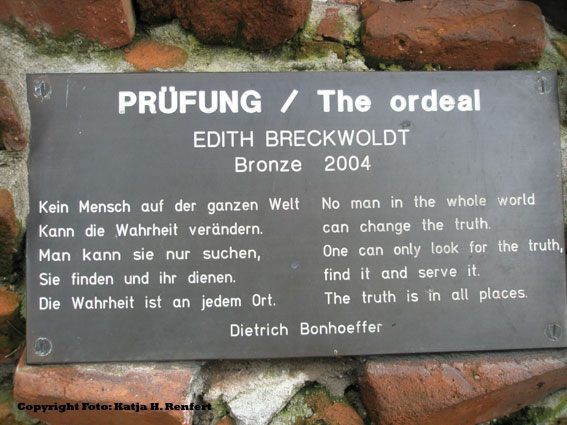 PRÜFUNG / The ordeal
EDITH BRECKWOLDT
Bronze 2004
Kein Mensch auf der ganzen Welt
Kann die Wahrheit verändern.
Man kann sie nur suchen,
Sie finden und ihr dienen.
Die Wahrheit ist an jedem Ort.
No man in the whole world
can change the truth.
One can only look for the truth,
find it and serve it.
The truth is in all places.
Dietrich Bonhoeffer
Copyright Foto: Katja H. Renfert